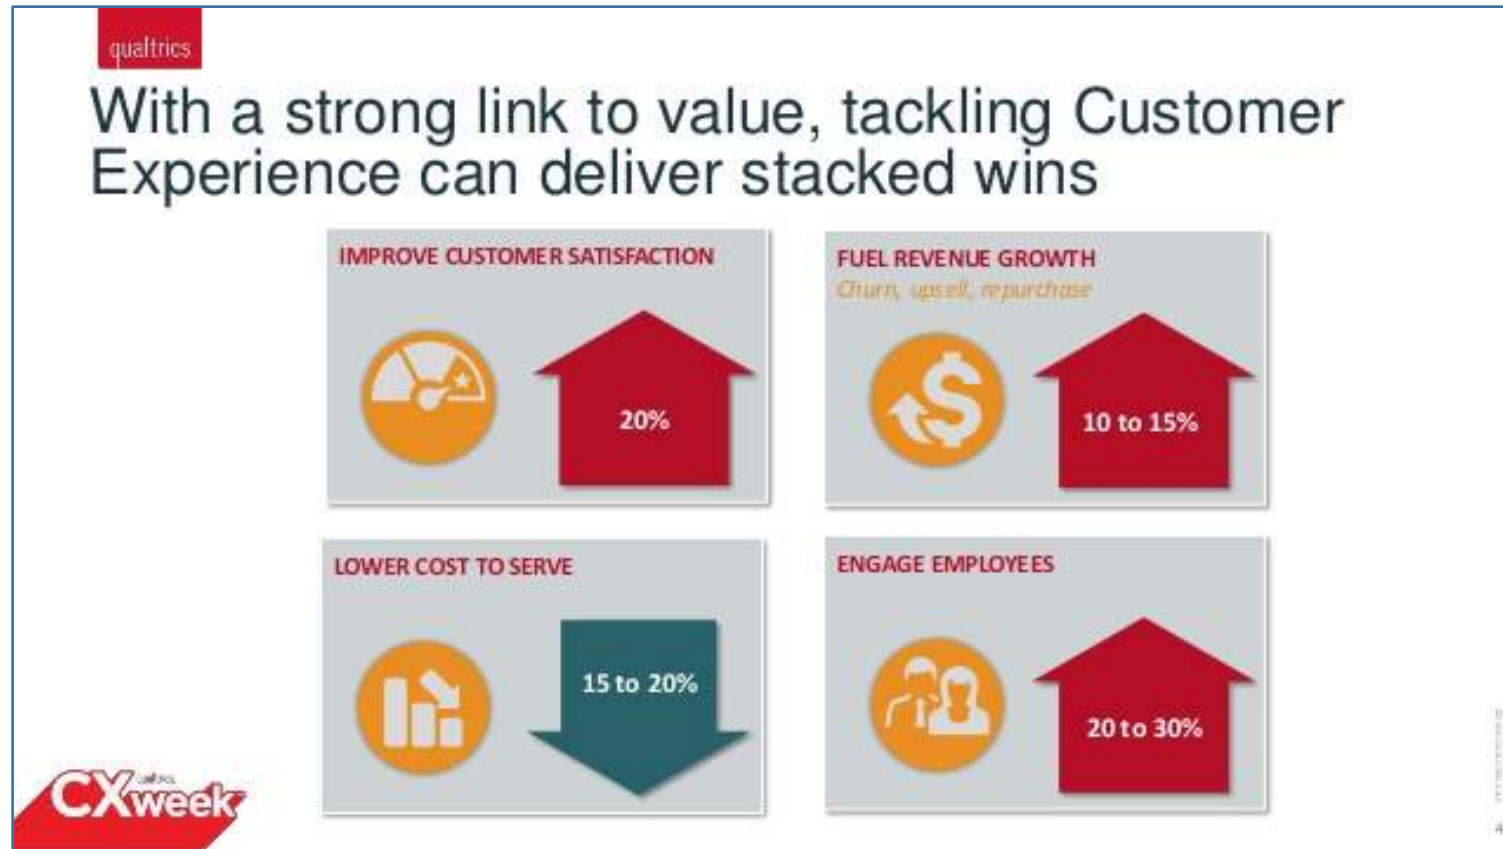 qualtrics
With a strong link to value, tackling Customer
Experience can deliver stacked wins
IMPROVE CUSTOMER SATISFACTION
20%
FUEL REVENUE GROWTH
Churn, upsell, repurchase
10 to 15%
LOWER COST TO SERVE
15 to 20%
ENGAGE EMPLOYEES
20 to 30%
CXweek